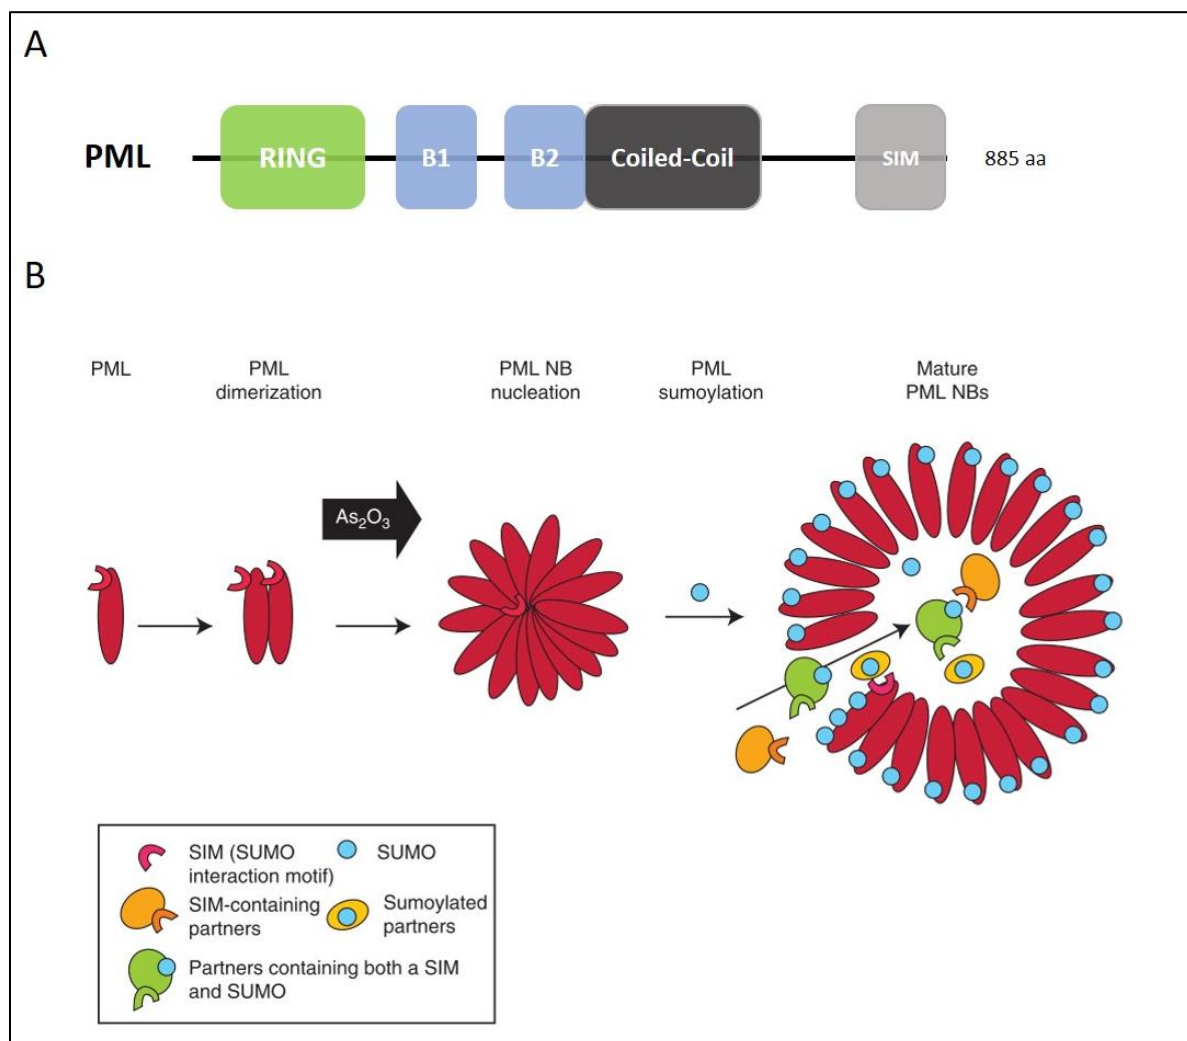 A
PML
RING
B1
B2
Coiled-Coil
SIM
885 aa
B
PML
PML
dimerization
PML NB
nucleation
PML
sumoylation
Mature
PML NBs
As₂O₃
SIM (SUMO
interaction motif)
SUMO
SIM-containing
partners
Sumoylated
partners
Partners containing both a SIM
and SUMO